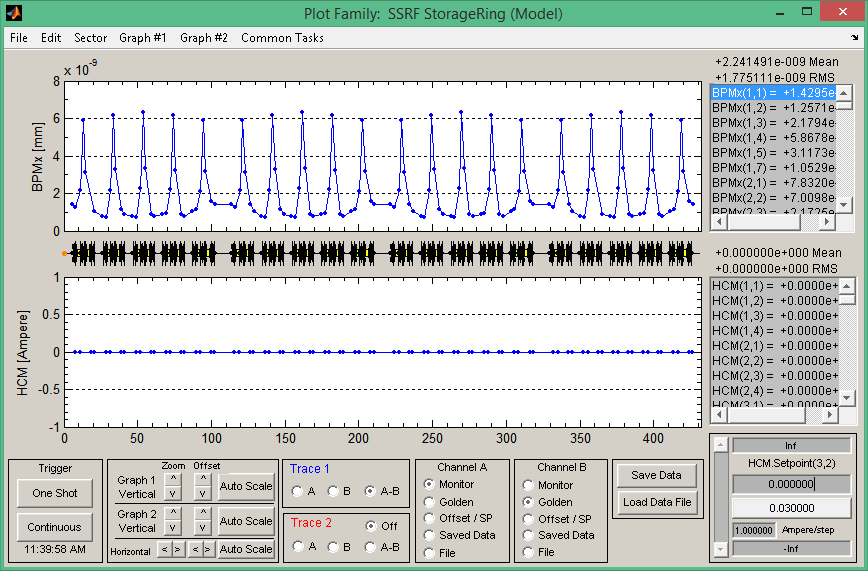 Plot Family: SSRF StorageRing (Model)
File Edit Sector Graph #1 Graph #2 Common Tasks
x 10^-9
8
6
4
2
0
BPMx [mm]
+2.241491e-009 Mean
+1.775111e-009 RMS
BPMx(1,1) = +1.4295e-
BPMx(1,2) = +1.2571e-
BPMx(1,3) = +2.1794e-
BPMx(1,4) = +5.8678e-
BPMx(1,5) = +3.1173e-
BPMx(1,7) = +1.0529e-
BPMx(2,1) = +7.8320e-
BPMx(2,2) = +7.0098e-
BPMx(2,3) = +2.1725e-
1
0.5
0
-0.5
-1
HCM [Ampere]
0 50 100 150 200 250 300 350 400
+0.000000e+000 Mean
+0.000000e+000 RMS
HCM(1,1) = +0.0000e+
HCM(1,2) = +0.0000e+
HCM(1,3) = +0.0000e+
HCM(1,4) = +0.0000e+
HCM(2,1) = +0.0000e+
HCM(2,2) = +0.0000e+
HCM(2,3) = +0.0000e+
HCM(2,4) = +0.0000e+
HCM(3,1) = +0.0000e+
Trigger
One Shot
Continuous
11:39:58 AM
Zoom Offset
Graph 1
Vertical
^ ^
v v
Auto Scale
Graph 2
Vertical
^ ^
v v
Auto Scale
Horizontal < > < > Auto Scale
Trace 1
A B A-B
Trace 2 Off
A B A-B
Channel A
Monitor
Golden
Offset / SP
Saved Data
File
Channel B
Monitor
Golden
Offset / SP
Saved Data
File
Save Data
Load Data File
Inf
HCM.Setpoint(3,2)
0.000000
0.030000
1.000000 Ampere/step
-Inf